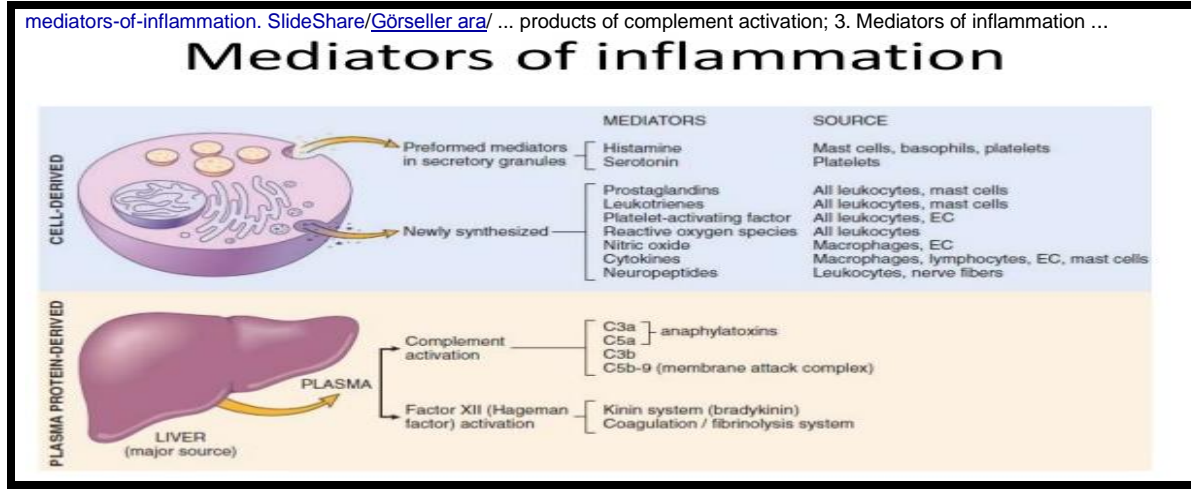 mediators-of-inflammation. SlideShare/Görseller ara/ ... products of complement activation; 3. Mediators of inflammation ...
Mediators of inflammation
MEDIATORS SOURCE
CELL-DERIVED
Preformed mediators in secretory granules
Histamine Mast cells, basophils, platelets
Serotonin Platelets
Newly synthesized
Prostaglandins All leukocytes, mast cells
Leukotrienes All leukocytes, mast cells
Platelet-activating factor All leukocytes, EC
Reactive oxygen species All leukocytes
Nitric oxide Macrophages, EC
Cytokines Macrophages, lymphocytes, EC, mast cells
Neuropeptides Leukocytes, nerve fibers
PLASMA PROTEIN-DERIVED
LIVER
(major source)
PLASMA
Complement
activation
C3a
C5a
anaphylatoxins
C3b
C5b-9 (membrane attack complex)
Factor XII (Hageman
factor) activation
Kinin system (bradykinin)
Coagulation / fibrinolysis system